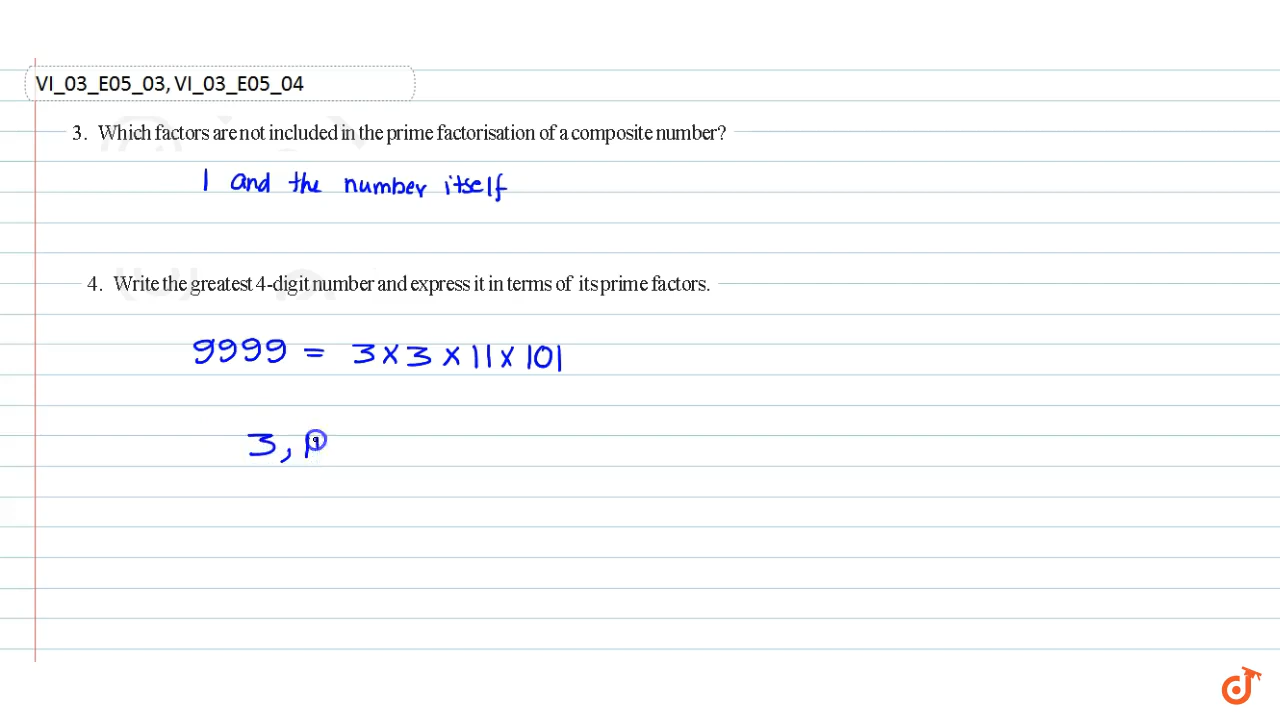 VI_03_E05_03, VI_03_E05_04
3. Which factors are not included in the prime factorisation of a composite number?
1 and the number itself
4. Write the greatest 4-digit number and express it in terms of its prime factors.
9999 = 3 × 3 × 11 × 101
3, 1